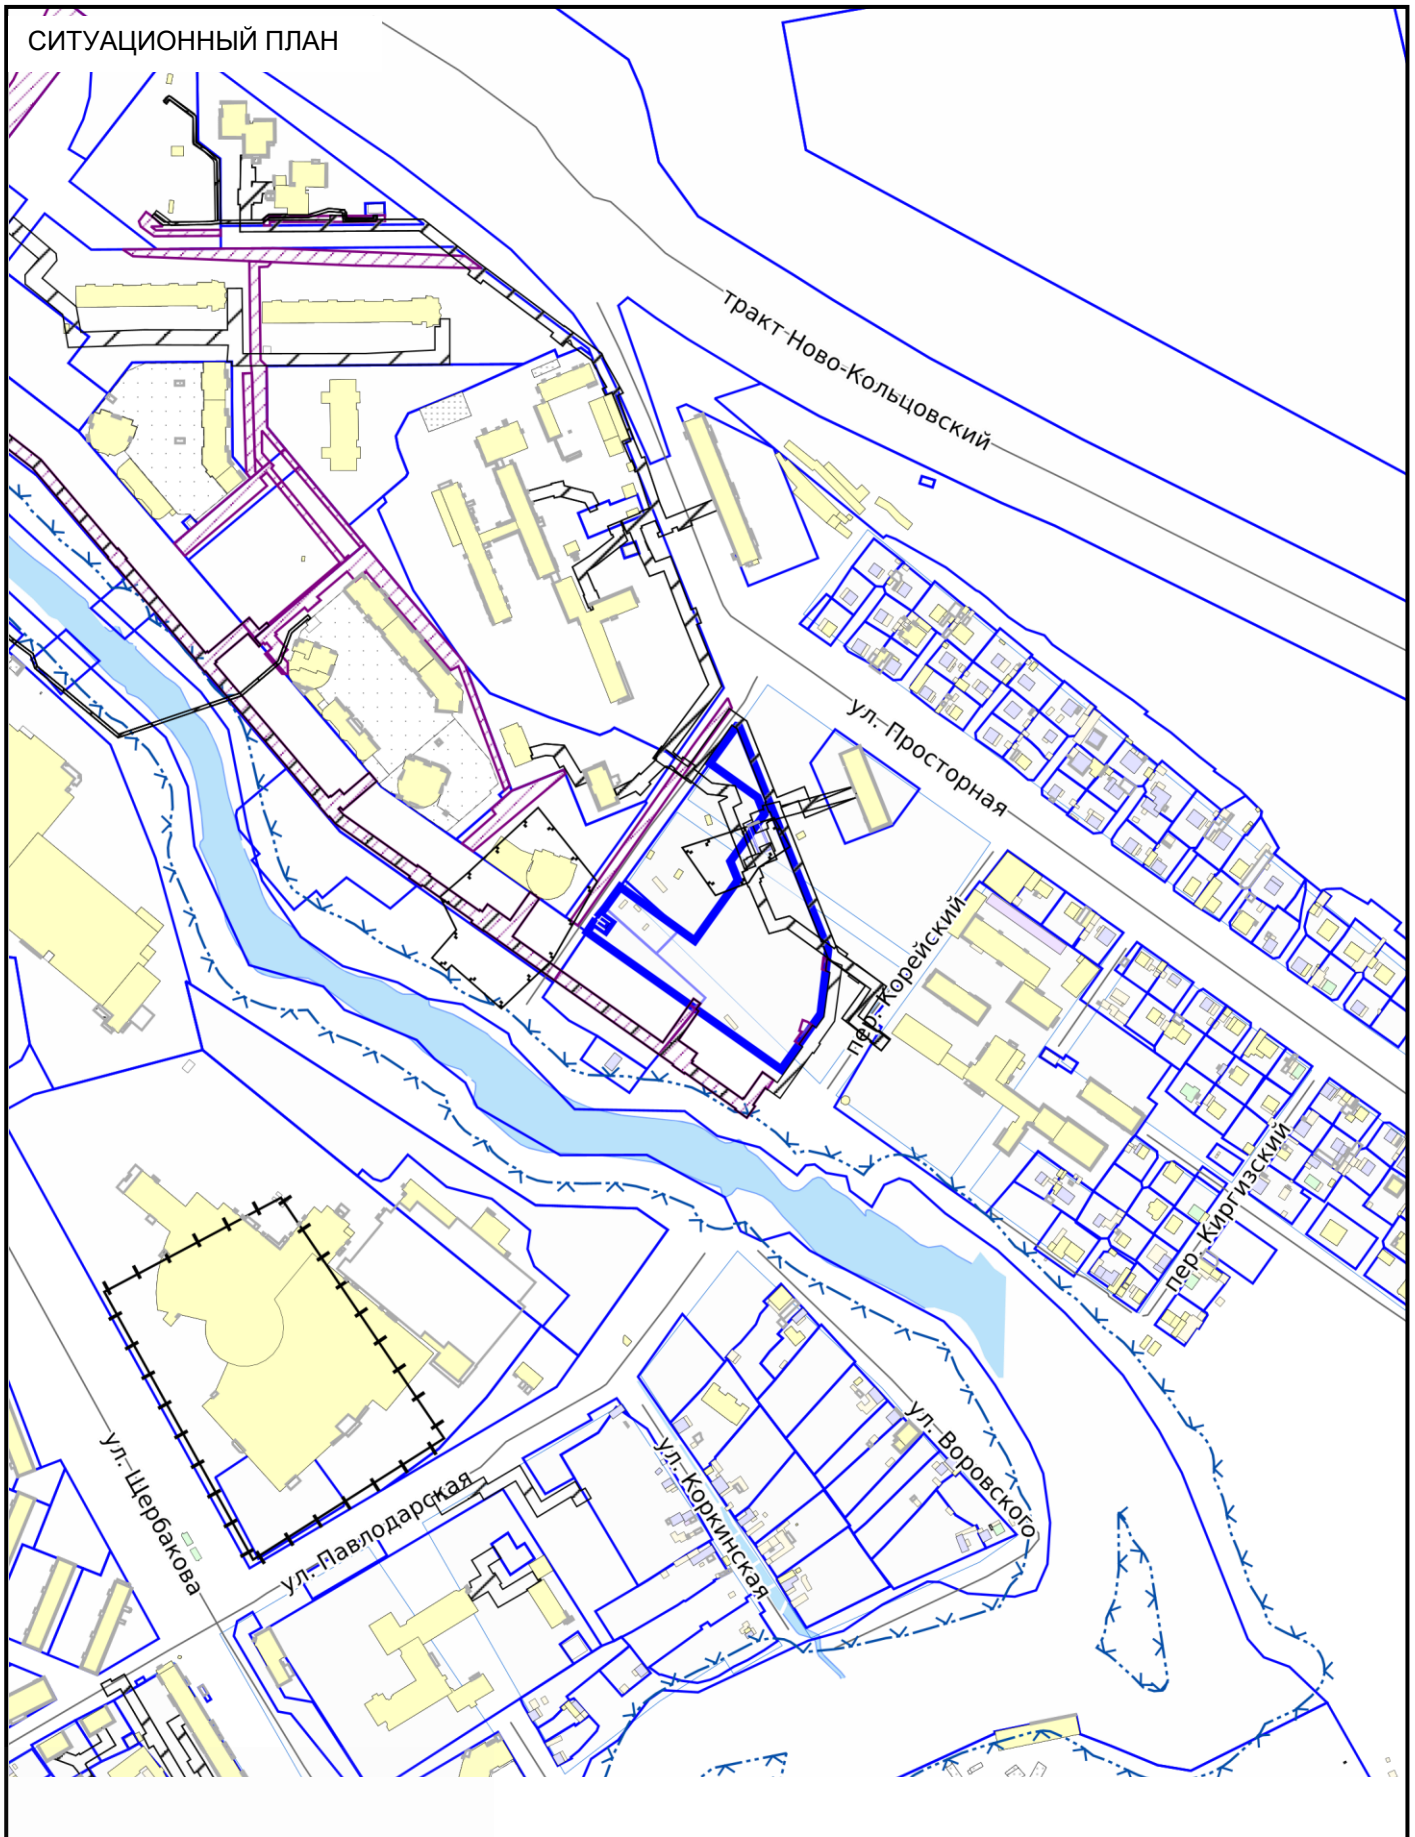 СИТУАЦИОННЫЙ ПЛАН
тракт Ново-Кольцовский
ул. Просторная
пер. Корейский
пер. Киргизский
ул. Воровского
ул. Коркинская
ул. Щербакова
ул. Павлодарская